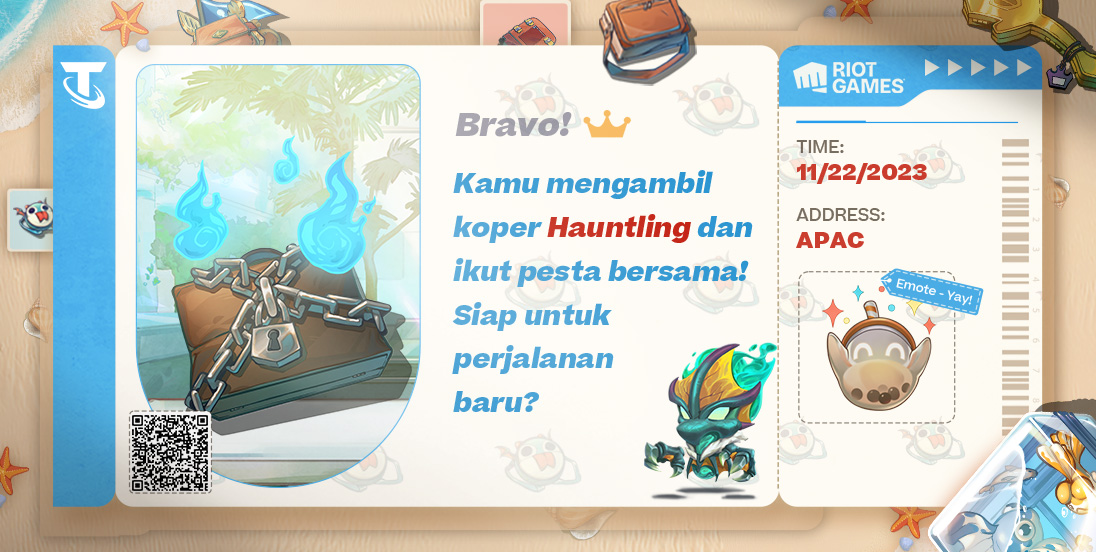 Bravo!
Kamu mengambil
koper Hauntling dan
ikut pesta bersama!
Siap untuk
perjalanan
baru?
RIOT
GAMES
TIME:
11/22/2023
ADDRESS:
APAC
Emote - Yay!